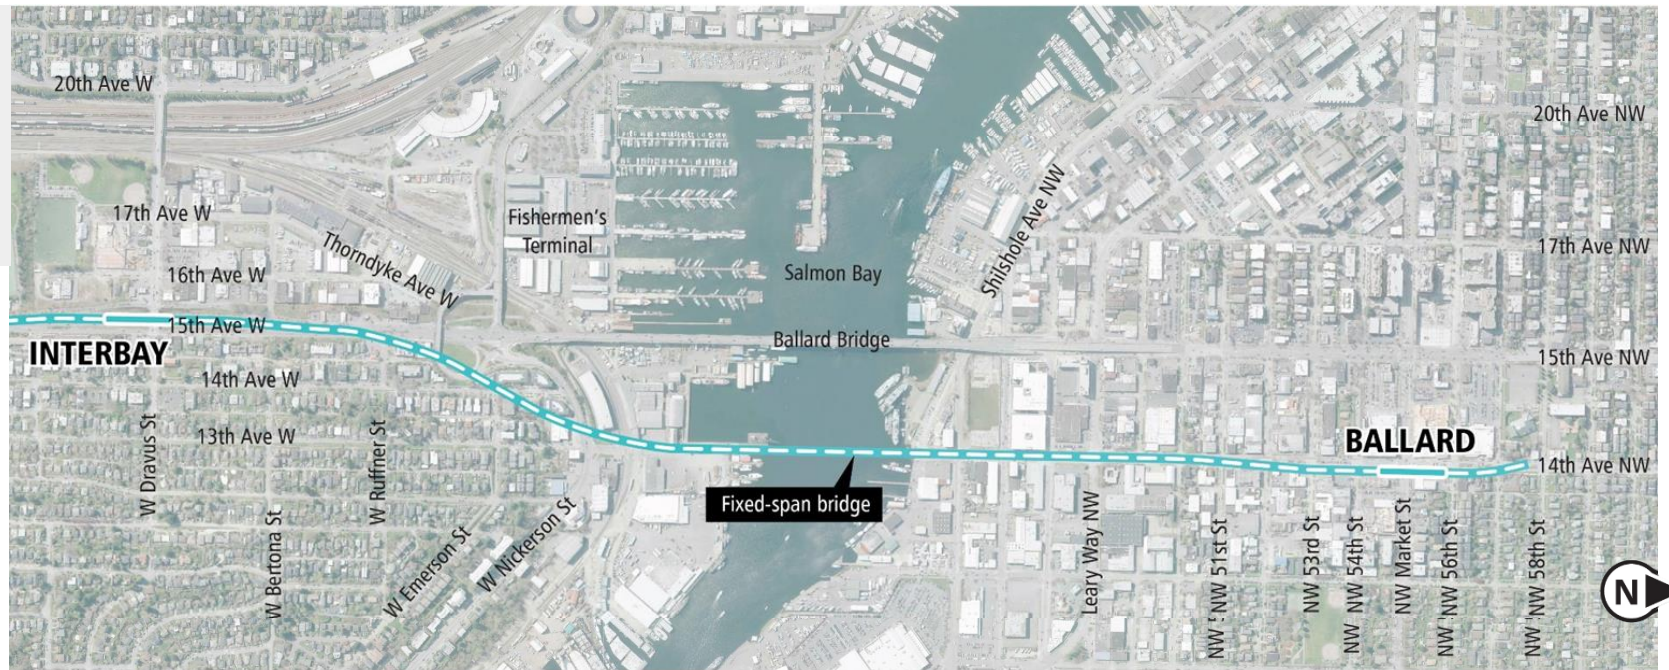 20th Ave W
20th Ave NW
17th Ave W
Fishermen's
Terminal
17th Ave NW
Shilshole Ave NW
Thorndyke Ave W
16th Ave W
Salmon Bay
15th Ave W
Ballard Bridge
INTERBAY
15th Ave NW
14th Ave W
13th Ave W
BALLARD
14th Ave NW
W Dravus St
W Ruffner St
Fixed-span bridge
W Bertona St
W Emerson St
W Nickerson St
Leary Way NW
NW 51st St
NW 53rd St
NW 54th St
NW Market St
NW 56th St
NW 58th St
N